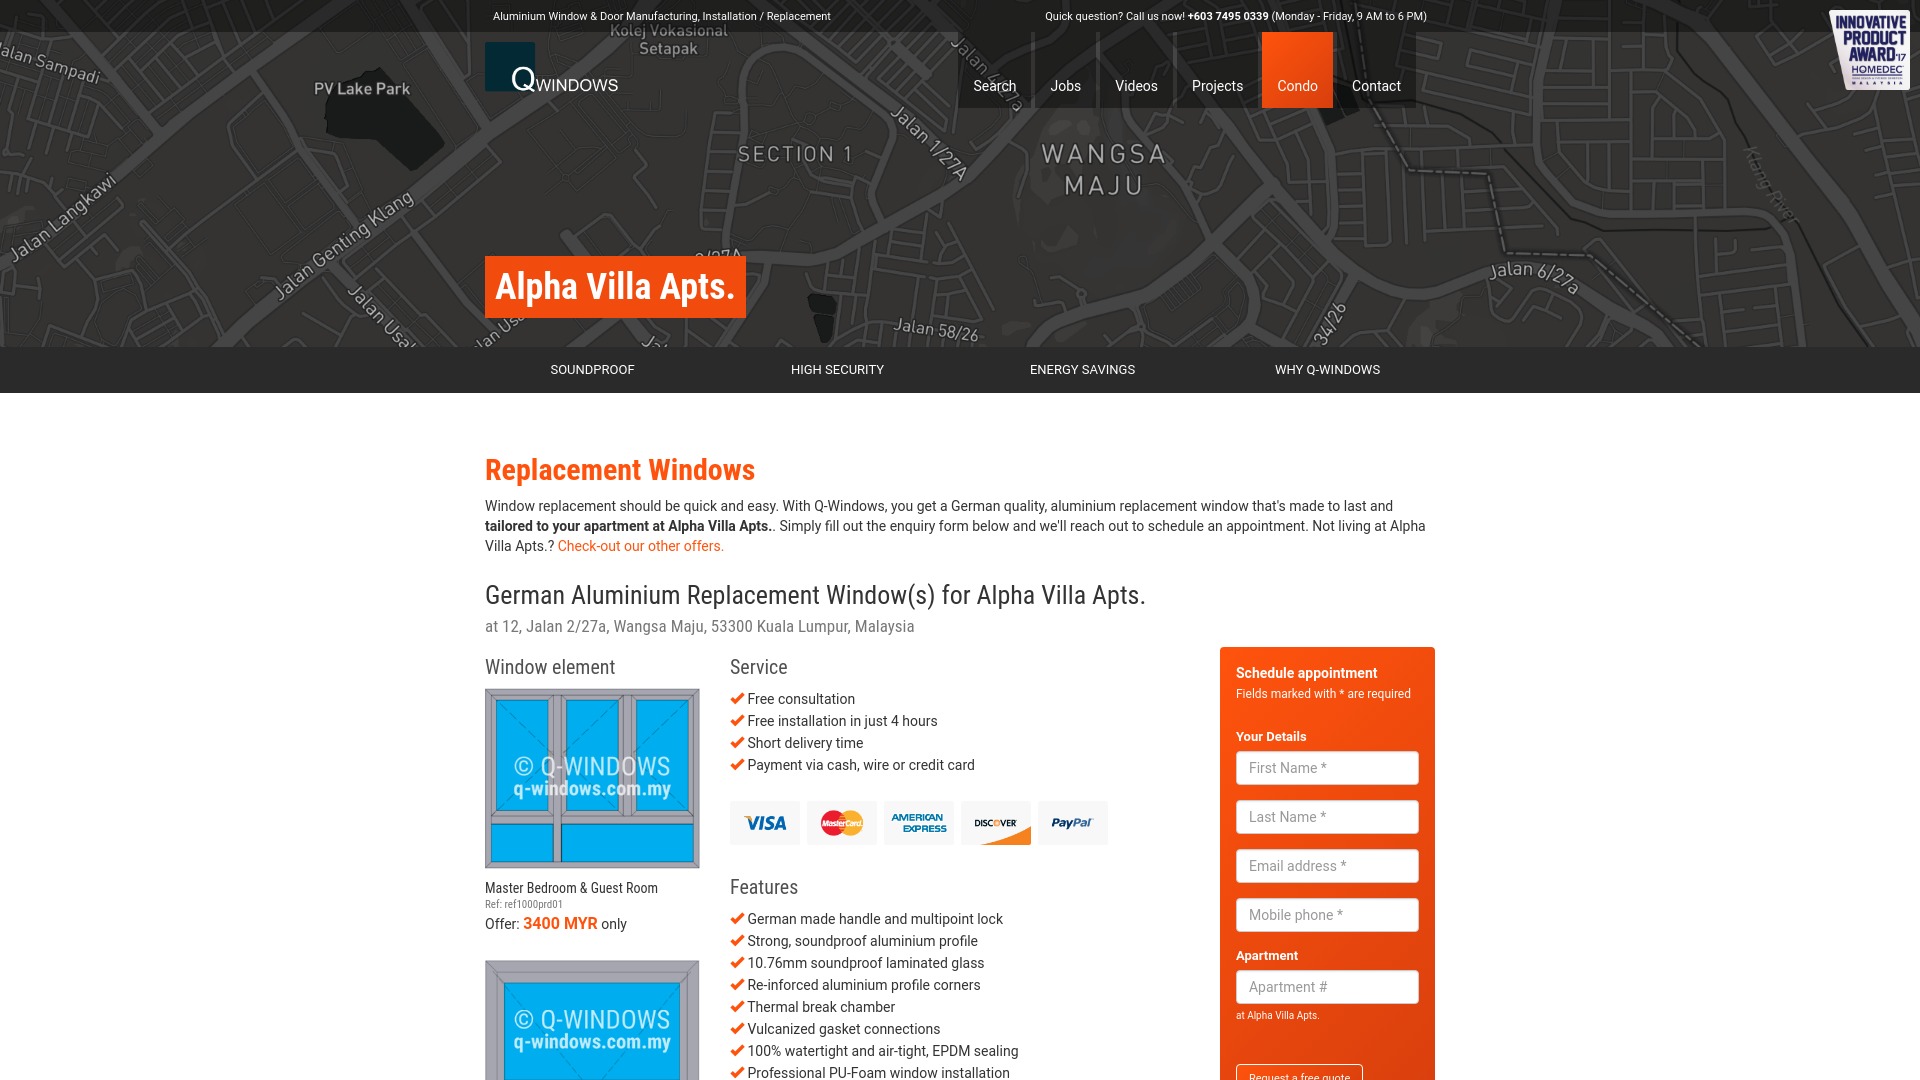 Aluminium Window & Door Manufacturing, Installation / Replacement
Quick question? Call us now! +603 7495 0339 (Monday - Friday, 9 AM to 6 PM)
INNOVATIVE
PRODUCT
AWARD'17
HOMEDEC
MALAYSIA
Kolej Vokasional
Setapak
Jalan Sampadi
PV Lake Park
QWINDOWS
Search
Jobs
Videos
Projects
Condo
Contact
SECTION 1
Jalan 1/27A
WANGSA
MAJU
Klang River
Jalan Langkawi
Jalan Genting Klang
Alpha Villa Apts.
Jalan 6/27a
Jalan 58/26
34/26
SOUNDPROOF
HIGH SECURITY
ENERGY SAVINGS
WHY Q-WINDOWS
Replacement Windows
Window replacement should be quick and easy. With Q-Windows, you get a German quality, aluminium replacement window that's made to last and
tailored to your apartment at Alpha Villa Apts.. Simply fill out the enquiry form below and we'll reach out to schedule an appointment. Not living at Alpha
Villa Apts.? Check-out our other offers.
German Aluminium Replacement Window(s) for Alpha Villa Apts.
at 12, Jalan 2/27a, Wangsa Maju, 53300 Kuala Lumpur, Malaysia
Window element
© Q-WINDOWS
q-windows.com.my
Master Bedroom & Guest Room
Ref: ref1000prd01
Offer: 3400 MYR only
© Q-WINDOWS
q-windows.com.my
Service
Free consultation
Free installation in just 4 hours
Short delivery time
Payment via cash, wire or credit card
VISA
MasterCard
AMERICAN
EXPRESS
DISCOVER
PayPal
Features
German made handle and multipoint lock
Strong, soundproof aluminium profile
10.76mm soundproof laminated glass
Re-inforced aluminium profile corners
Thermal break chamber
Vulcanized gasket connections
100% watertight and air-tight, EPDM sealing
Professional PU-Foam window installation
Schedule appointment
Fields marked with * are required
Your Details
First Name *
Last Name *
Email address *
Mobile phone *
Apartment
Apartment #
at Alpha Villa Apts.
Request a free quote